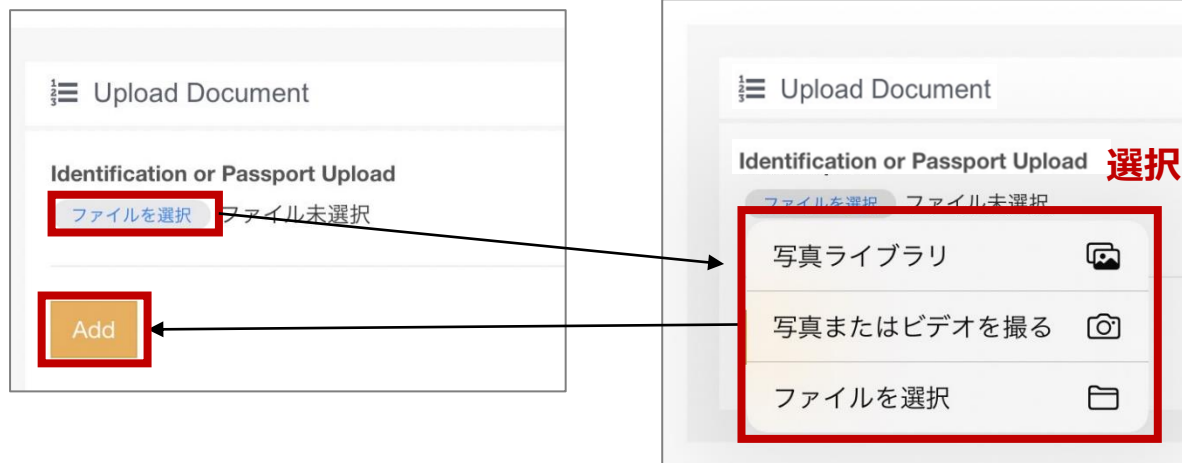 Upload Document
Identification or Passport Upload
ファイルを選択 ファイル未選択
Add
Upload Document
Identification or Passport Upload
選択
ファイルを選択 ファイル未選択
写真ライブラリ
写真またはビデオを撮る
ファイルを選択